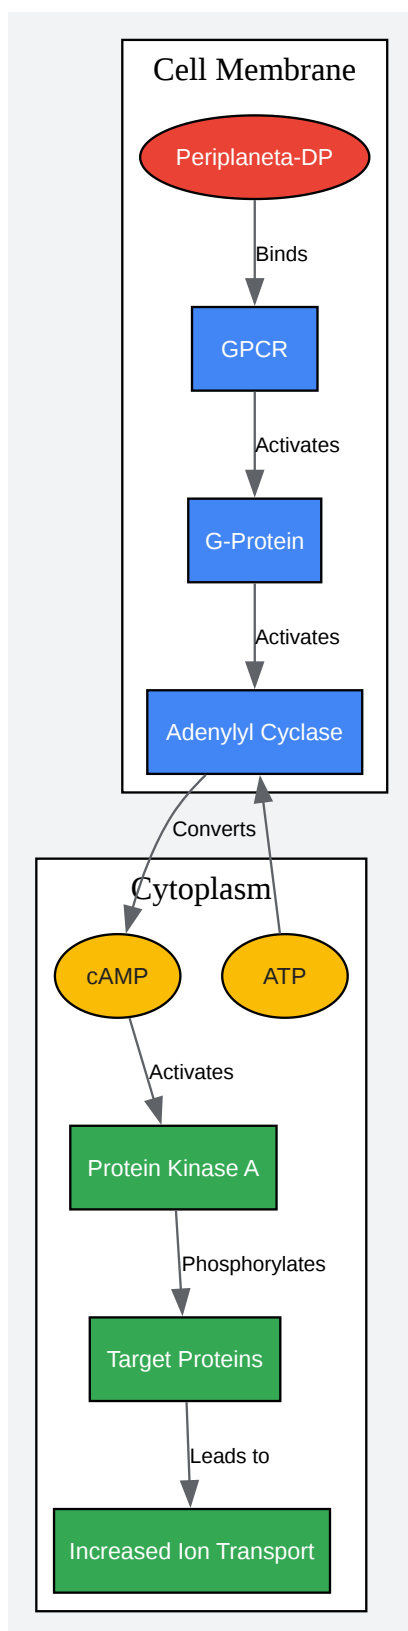 Cell Membrane
Periplaneta-DP
Binds
GPCR
Activates
G-Protein
Activates
Adenylyl Cyclase
Converts
Cytoplasm
cAMP
ATP
Activates
Protein Kinase A
Phosphorylates
Target Proteins
Leads to
Increased Ion Transport